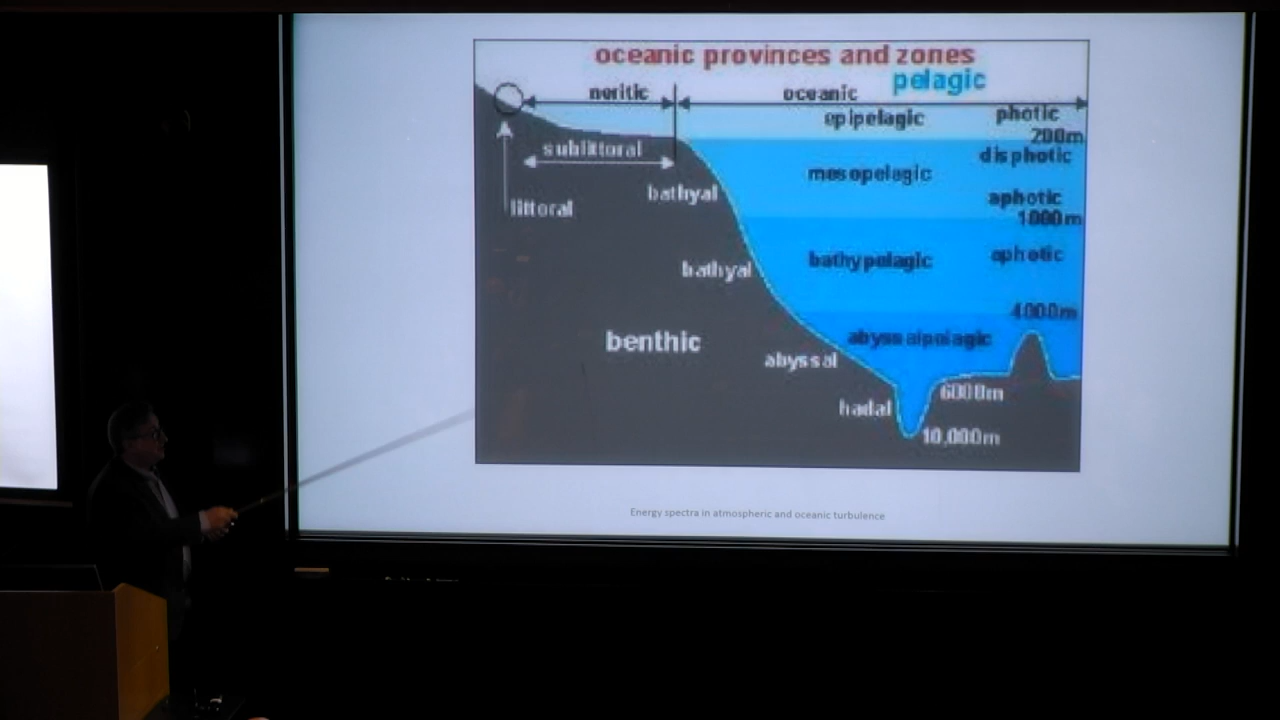 oceanic provinces and zones
pelagic
neritic
oceanic
epipelagic
photic
200m
sublittoral
disphotic
mesopelagic
bathyal
aphotic
littoral
1000m
bathypelagic
aphotic
bathyal
4000m
benthic
abyssalpelagic
abyssal
6000m
hadal
10,000m
Energy spectra in atmospheric and oceanic turbulence